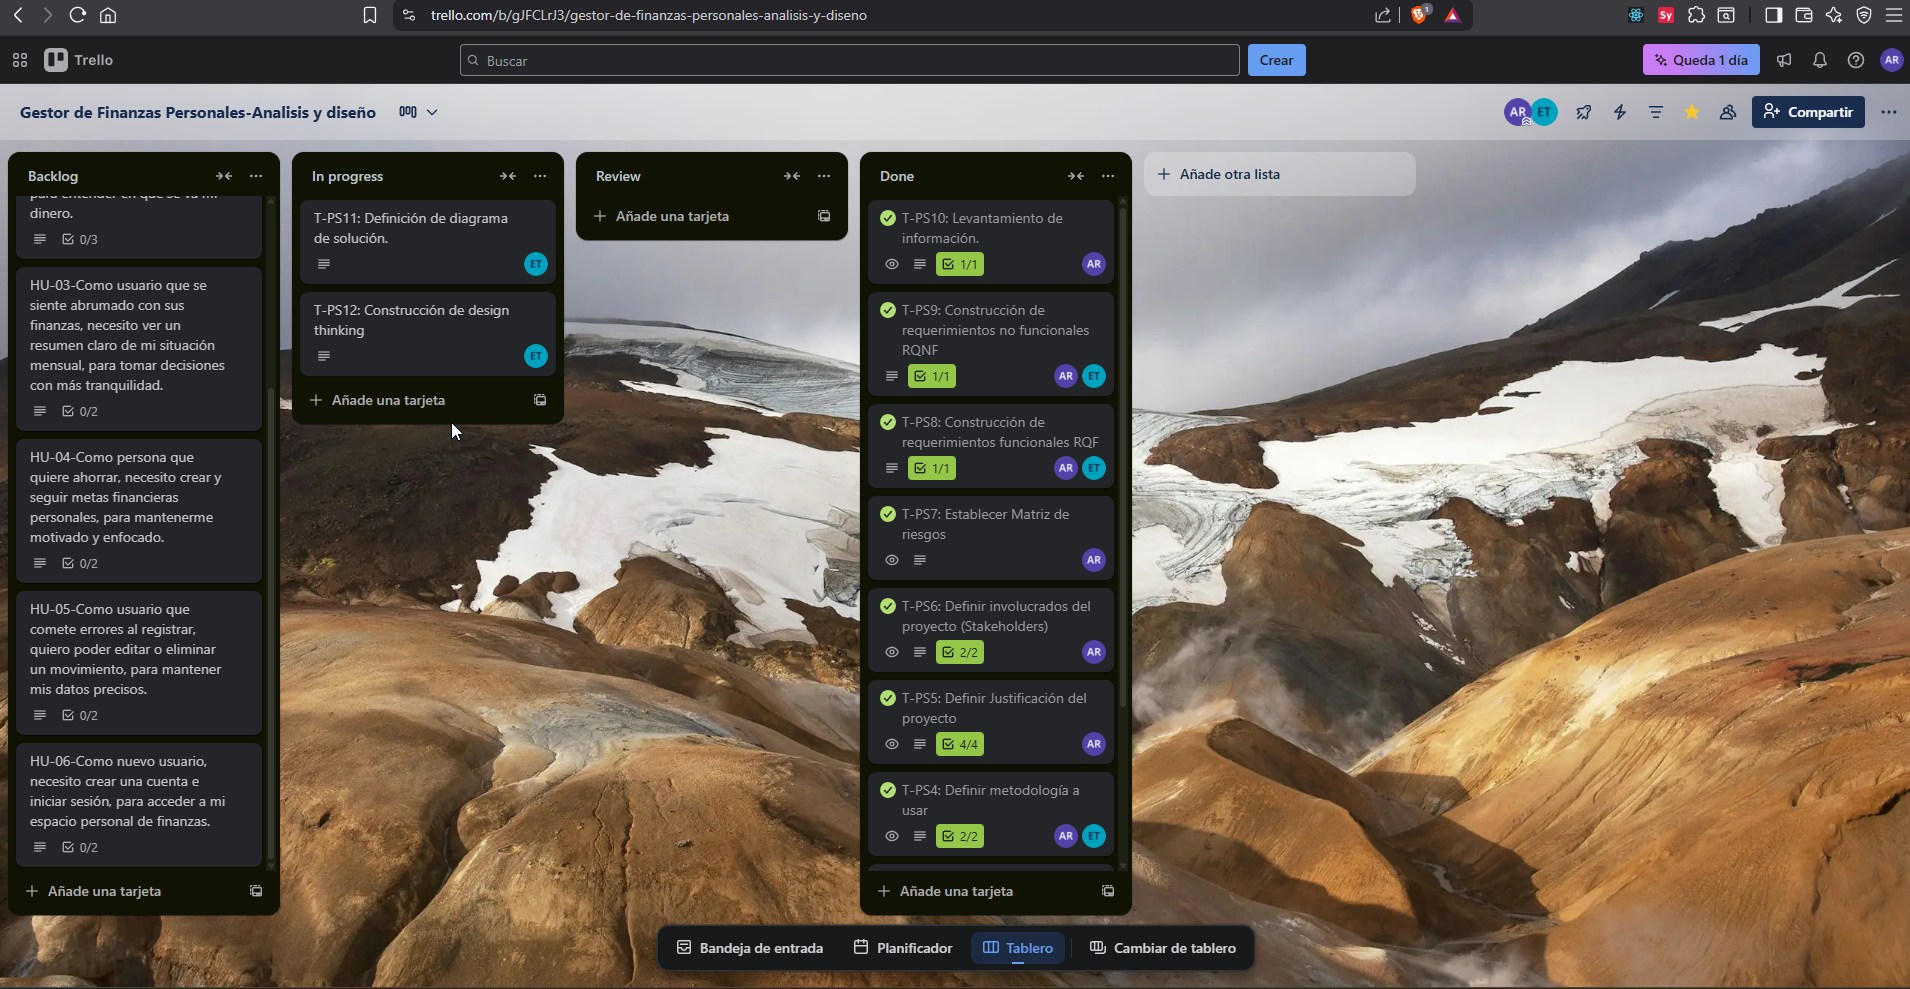 trello.com/b/gJFCLrJ3/gestor-de-finanzas-personales-analisis-y-diseno
1
Sy
Trello
Buscar
Crear
Queda 1 día
AR
Gestor de Finanzas Personales-Analisis y diseño
AR
ET
Compartir
Backlog
dinero.
0/3
HU-03-Como usuario que se
siente abrumado con sus
finanzas, necesito ver un
resumen claro de mi situación
mensual, para tomar decisiones
con más tranquilidad.
0/2
HU-04-Como persona que
quiere ahorrar, necesito crear y
seguir metas financieras
personales, para mantenerme
motivado y enfocado.
0/2
HU-05-Como usuario que
comete errores al registrar,
quiero poder editar o eliminar
un movimiento, para mantener
mis datos precisos.
0/2
HU-06-Como nuevo usuario,
necesito crear una cuenta e
iniciar sesión, para acceder a mi
espacio personal de finanzas.
0/2
Añade una tarjeta
In progress
T-PS11: Definición de diagrama
de solución.
ET
T-PS12: Construcción de design
thinking
ET
Añade una tarjeta
Review
Añade una tarjeta
Done
T-PS10: Levantamiento de
información.
1/1
AR
T-PS9: Construcción de
requerimientos no funcionales
RQNF
1/1
AR
ET
T-PS8: Construcción de
requerimientos funcionales RQF
1/1
AR
ET
T-PS7: Establecer Matriz de
riesgos
AR
T-PS6: Definir involucrados del
proyecto (Stakeholders)
2/2
AR
T-PS5: Definir Justificación del
proyecto
4/4
AR
T-PS4: Definir metodología a
usar
2/2
AR
ET
Añade una tarjeta
Añade otra lista
Bandeja de entrada
Planificador
Tablero
Cambiar de tablero